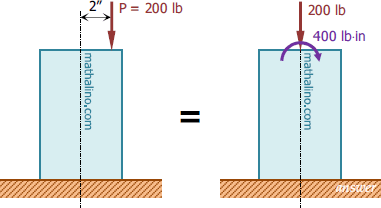 2”
P = 200 lb
mathalino.com
=
200 lb
400 lb·in
mathalino.com
answer